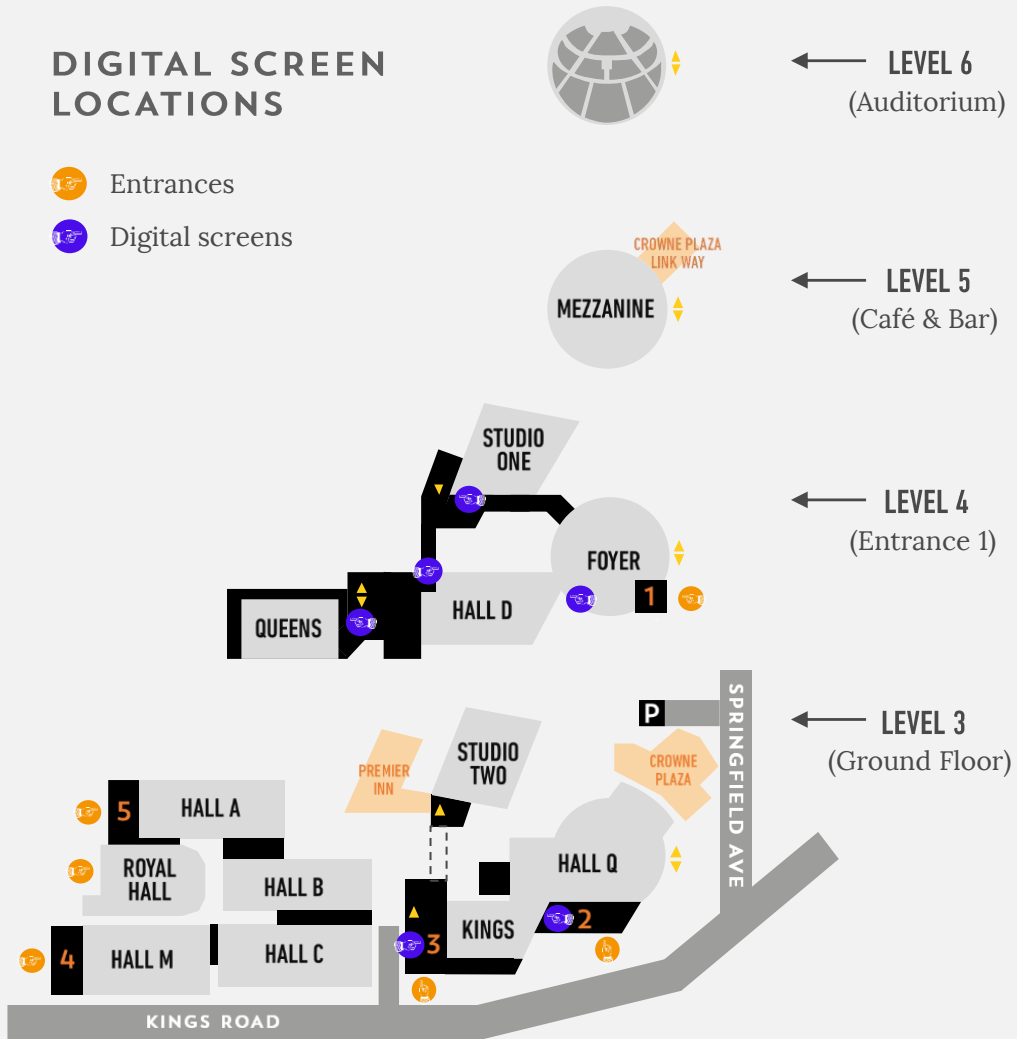 DIGITAL SCREEN
LOCATIONS
Entrances
Digital screens
LEVEL 6
(Auditorium)
CROWNE PLAZA
LINK WAY
MEZZANINE
LEVEL 5
(Café & Bar)
STUDIO
ONE
FOYER
1
HALL D
QUEENS
LEVEL 4
(Entrance 1)
P
SPRINGFIELD AVE
LEVEL 3
(Ground Floor)
PREMIER
INN
STUDIO
TWO
CROWNE
PLAZA
5
HALL A
ROYAL
HALL
HALL B
HALL Q
2
KINGS
3
4
HALL M
HALL C
KINGS ROAD